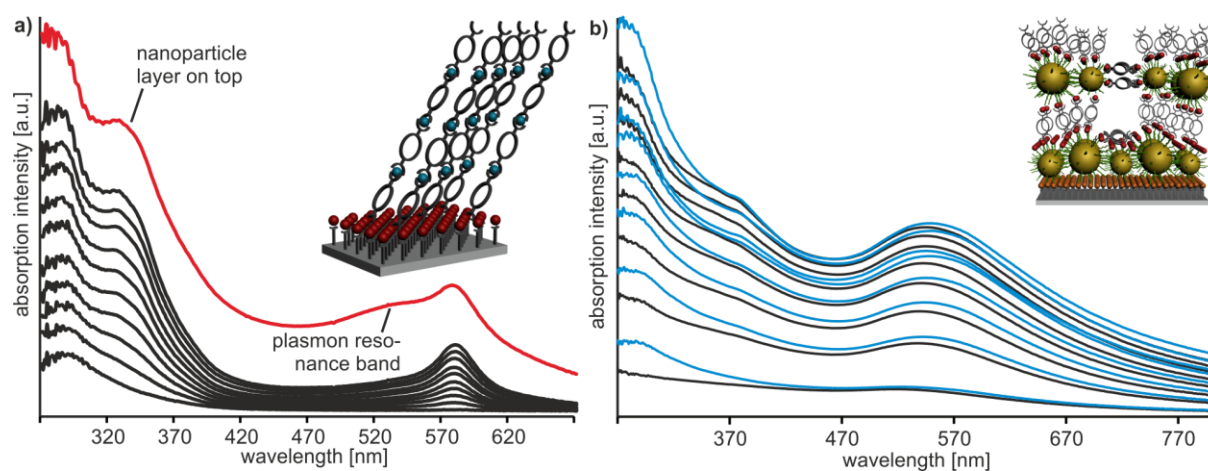 a)
nanoparticle
layer on top
plasmon reso-
nance band
absorption intensity [a.u.]
320 370 420 470 520 570 620
wavelength [nm]
b)
absorption intensity [a.u.]
370 470 570 670 770
wavelength [nm]